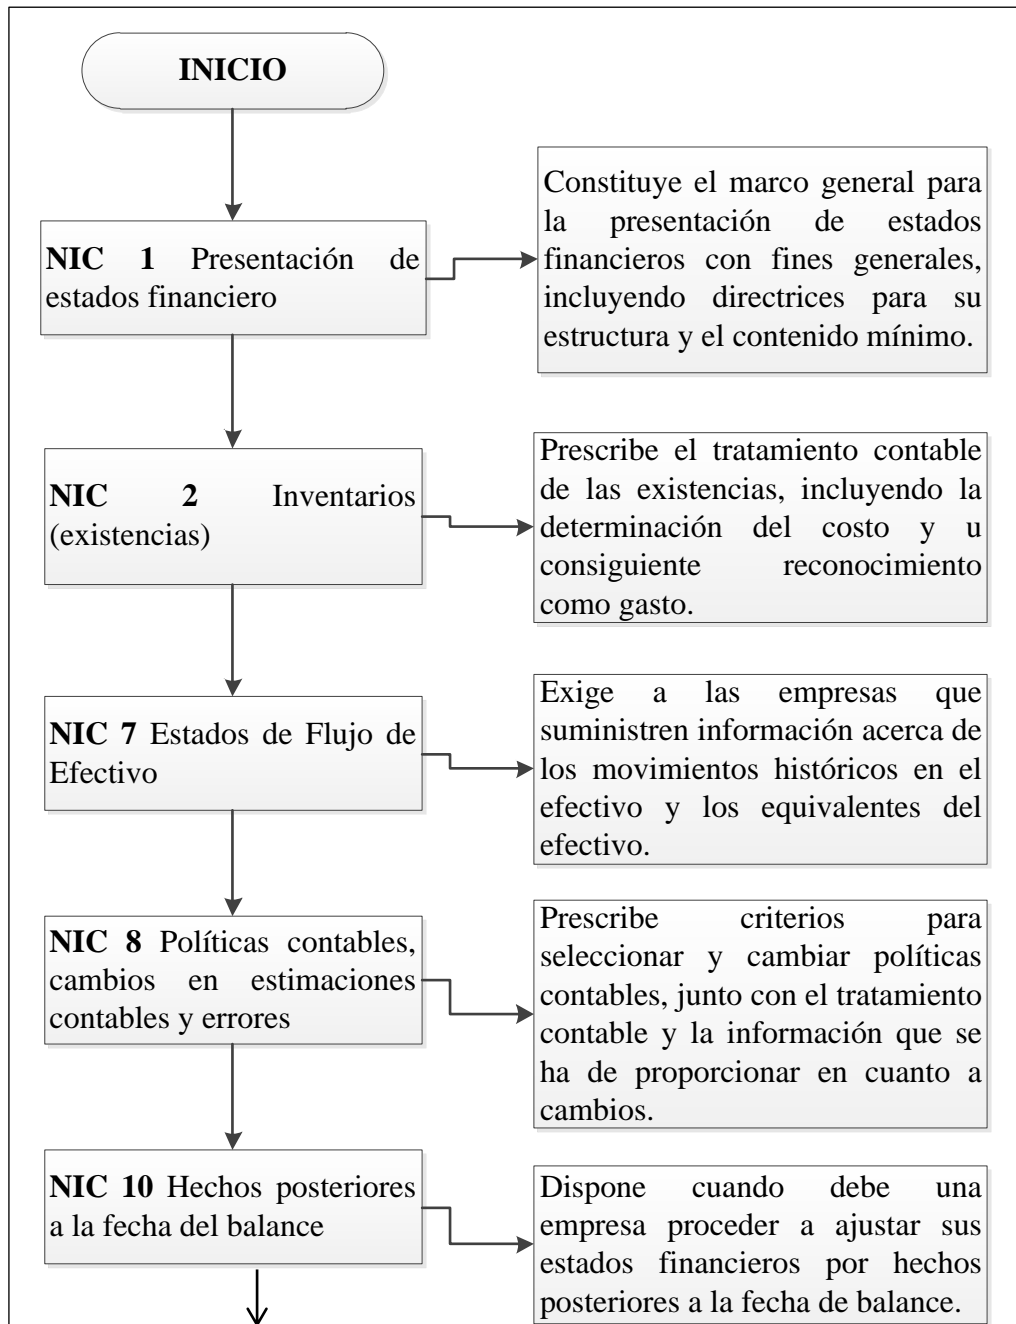 INICIO
NIC 1 Presentación de
estados financiero
Constituye el marco general para
la presentación de estados
financieros con fines generales,
incluyendo directrices para su
estructura y el contenido mínimo.
NIC 2 Inventarios
(existencias)
Prescribe el tratamiento contable
de las existencias, incluyendo la
determinación del costo y u
consiguiente reconocimiento
como gasto.
NIC 7 Estados de Flujo de
Efectivo
Exige a las empresas que
suministren información acerca de
los movimientos históricos en el
efectivo y los equivalentes del
efectivo.
NIC 8 Políticas contables,
cambios en estimaciones
contables y errores
Prescribe criterios para
seleccionar y cambiar políticas
contables, junto con el tratamiento
contable y la información que se
ha de proporcionar en cuanto a
cambios.
NIC 10 Hechos posteriores
a la fecha del balance
Dispone cuando debe una
empresa proceder a ajustar sus
estados financieros por hechos
posteriores a la fecha de balance.